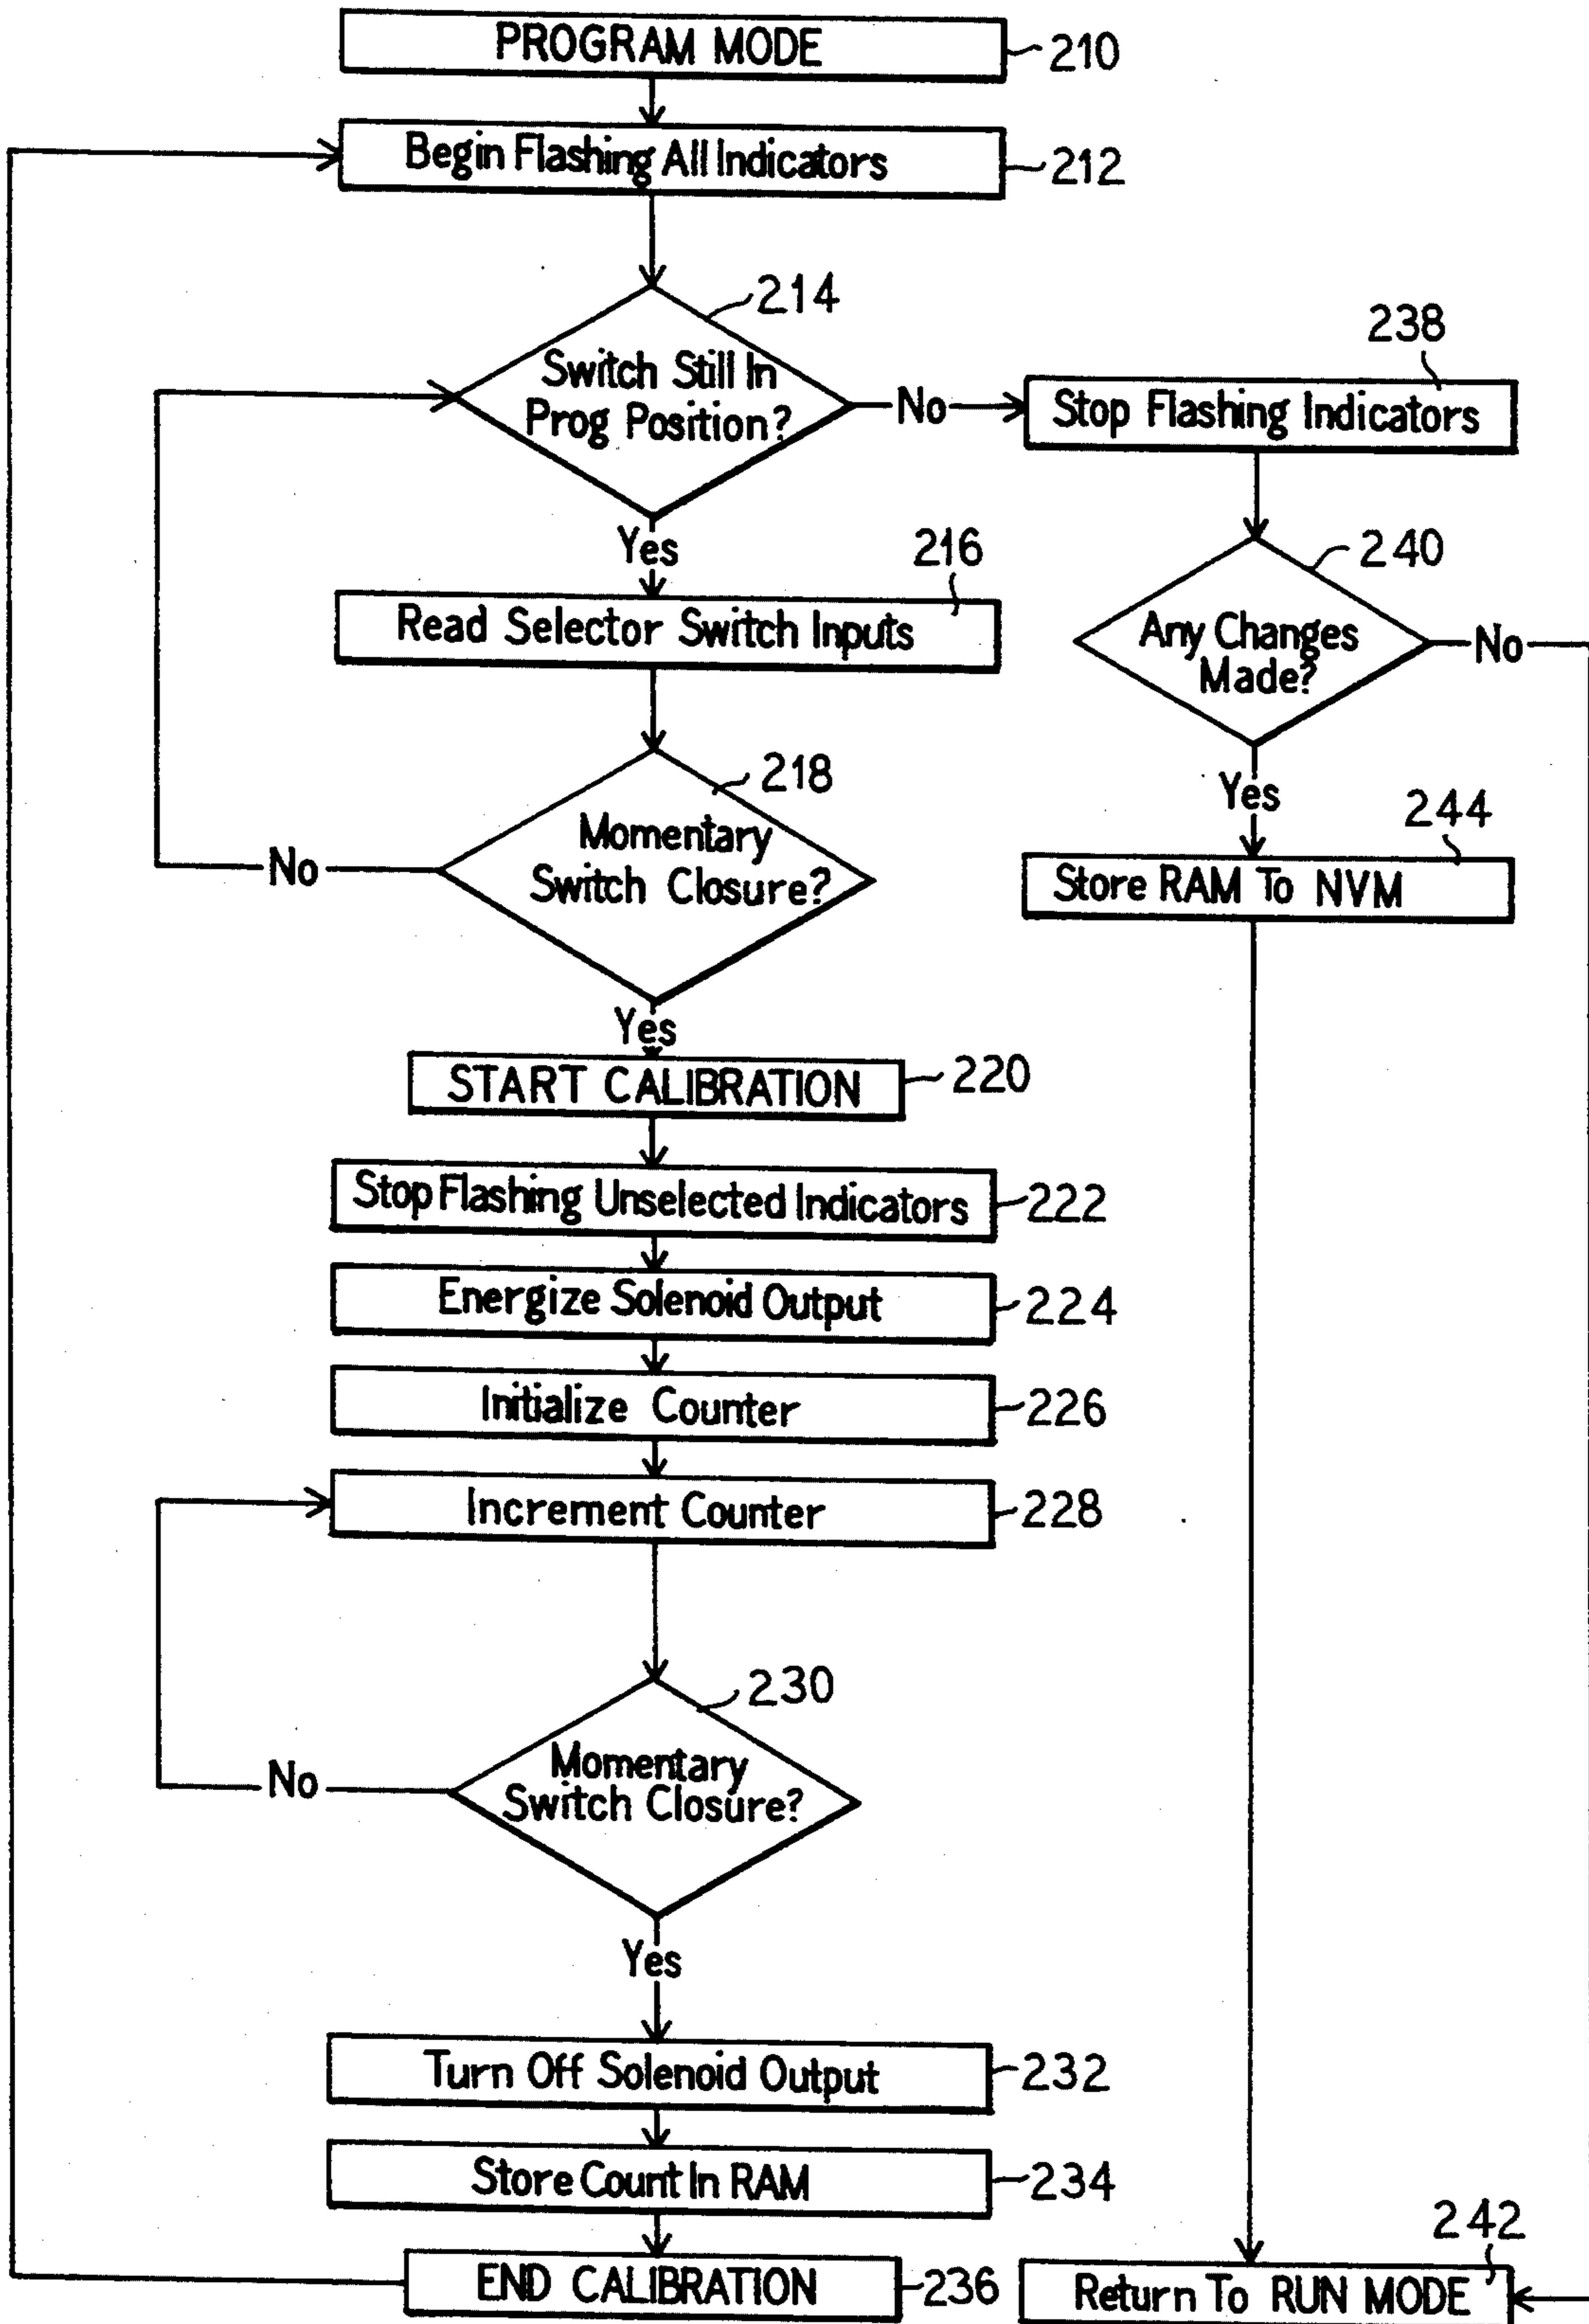 PROGRAM MODE
210
Begin Flashing All Indicators
212
214
Switch Still In
Prog Position?
No
238
Stop Flashing Indicators
Yes
216
Read Selector Switch Inputs
240
Any Changes
Made?
No
218
Momentary
Switch Closure?
No
Yes
244
Store RAM To NVM
Yes
START CALIBRATION
220
Stop Flashing Unselected Indicators
222
Energize Solenoid Output
224
Initialize Counter
226
Increment Counter
228
230
Momentary
Switch Closure?
No
Yes
Turn Off Solenoid Output
232
Store Count In RAM
234
END CALIBRATION
236
242
Return To RUN MODE